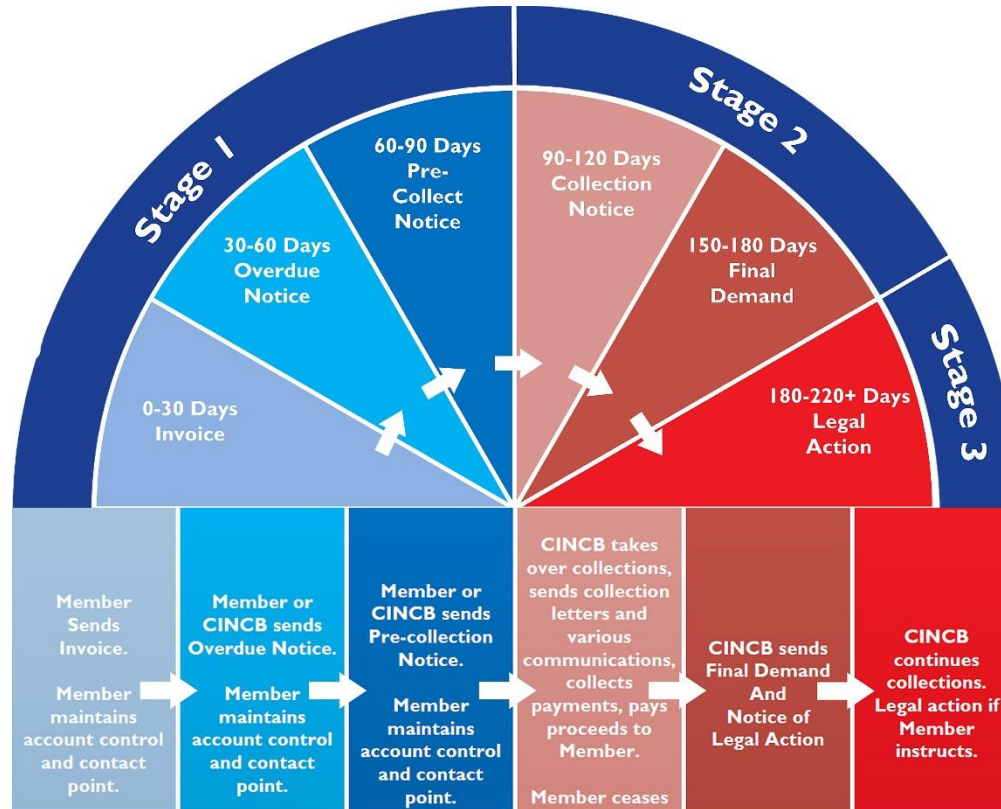 Stage 1
Stage 2
Stage 3
0-30 Days
Invoice
30-60 Days
Overdue
Notice
60-90 Days
Pre-
Collect
Notice
90-120 Days
Collection
Notice
150-180 Days
Final
Demand
180-220+ Days
Legal
Action
Member
Sends
Invoice.
Member
maintains
account control
and contact
point.
Member or
CINCB sends
Overdue Notice.
Member
maintains
account control
and contact
point.
Member or
CINCB sends
Pre-collection
Notice.
Member
maintains
account control
and contact
point.
CINCB takes
over collections,
sends collection
letters and
various
communications,
collects
payments, pays
proceeds to
Member.
Member ceases
CINCB sends
Final Demand
And
Notice of
Legal Action
CINCB
continues
collections.
Legal action if
Member
instructs.